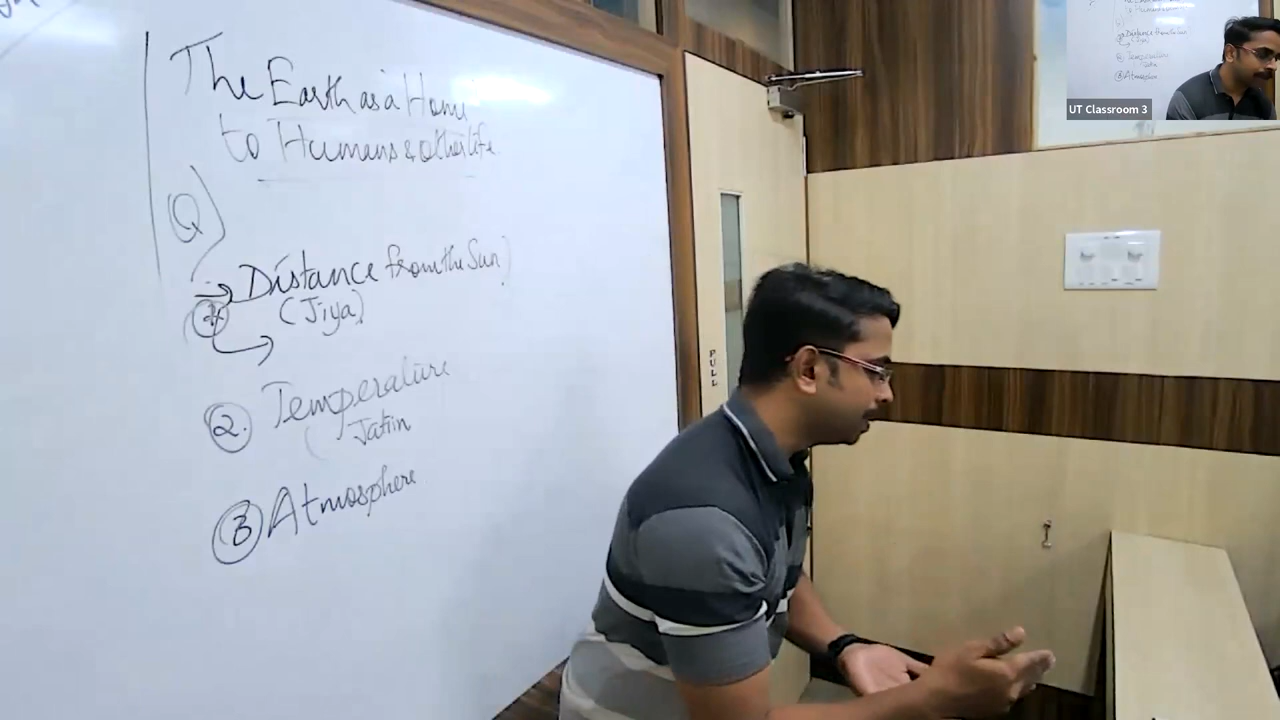 The Earth as a Home
to Humans & other life
Q)
→ Distance from the Sun
(Jiya)
2. Temperature
(Jatin
3 Atmosphere
PULL
UT Classroom 3